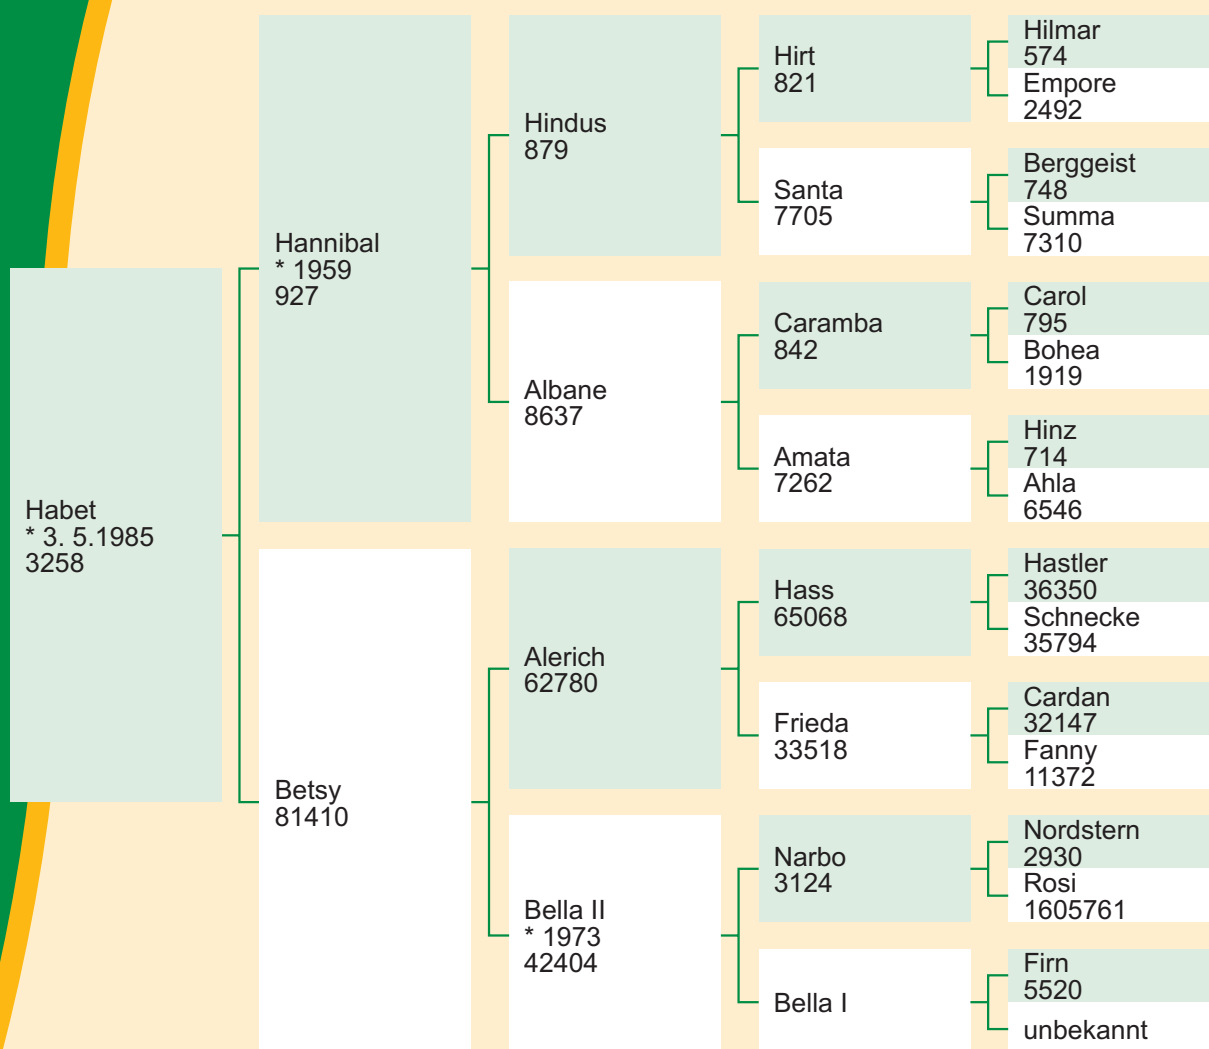 Habet
* 3. 5.1985
3258
Hannibal
* 1959
927
Betsy
81410
Hindus
879
Albane
8637
Alerich
62780
Bella II
* 1973
42404
Hirt
821
Santa
7705
Caramba
842
Amata
7262
Hass
65068
Frieda
33518
Narbo
3124
Bella I
Hilmar
574
Empore
2492
Berggeist
748
Summa
7310
Carol
795
Bohea
1919
Hinz
714
Ahla
6546
Hastler
36350
Schnecke
35794
Cardan
32147
Fanny
11372
Nordstern
2930
Rosi
1605761
Firn
5520
unbekannt